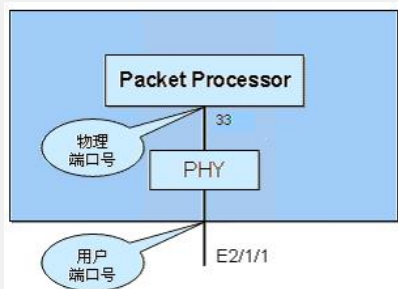 Packet Processor
33
物理
端口号
PHY
用户
端口号
E2/1/1